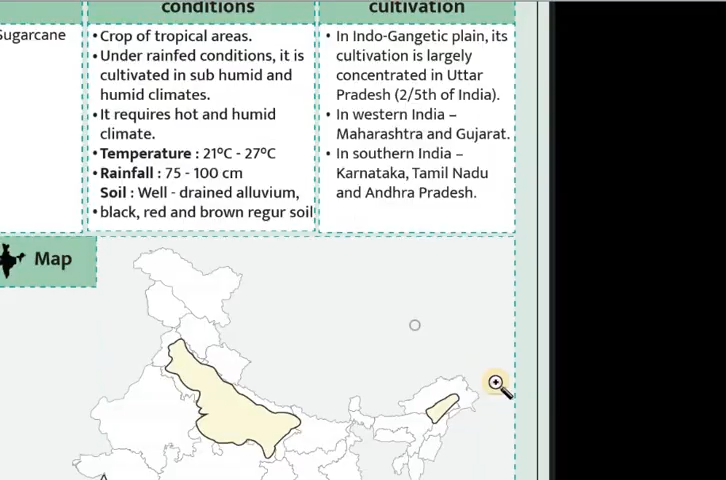 conditions
cultivation
Sugarcane
• Crop of tropical areas.
• Under rainfed conditions, it is
cultivated in sub humid and
humid climates.
• It requires hot and humid
climate.
• Temperature : 21°C - 27°C
• Rainfall : 75 - 100 cm
Soil : Well - drained alluvium,
• black, red and brown regur soil
• In Indo-Gangetic plain, its
cultivation is largely
concentrated in Uttar
Pradesh (2/5th of India).
• In western India –
Maharashtra and Gujarat.
• In southern India –
Karnataka, Tamil Nadu
and Andhra Pradesh.
Map